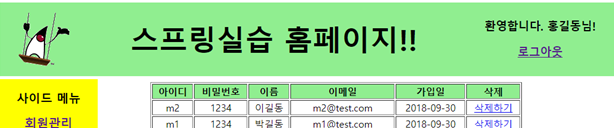 스프링실습 홈페이지!!
환영합니다. 홍길동님!
로그아웃
사이드 메뉴
회원관리
아이디 비밀번호 이름 이메일 가입일 삭제
m2 1234 이길동 m2@test.com 2018-09-30 삭제하기
m1 1234 박길동 m1@test.com 2018-09-30 삭제하기